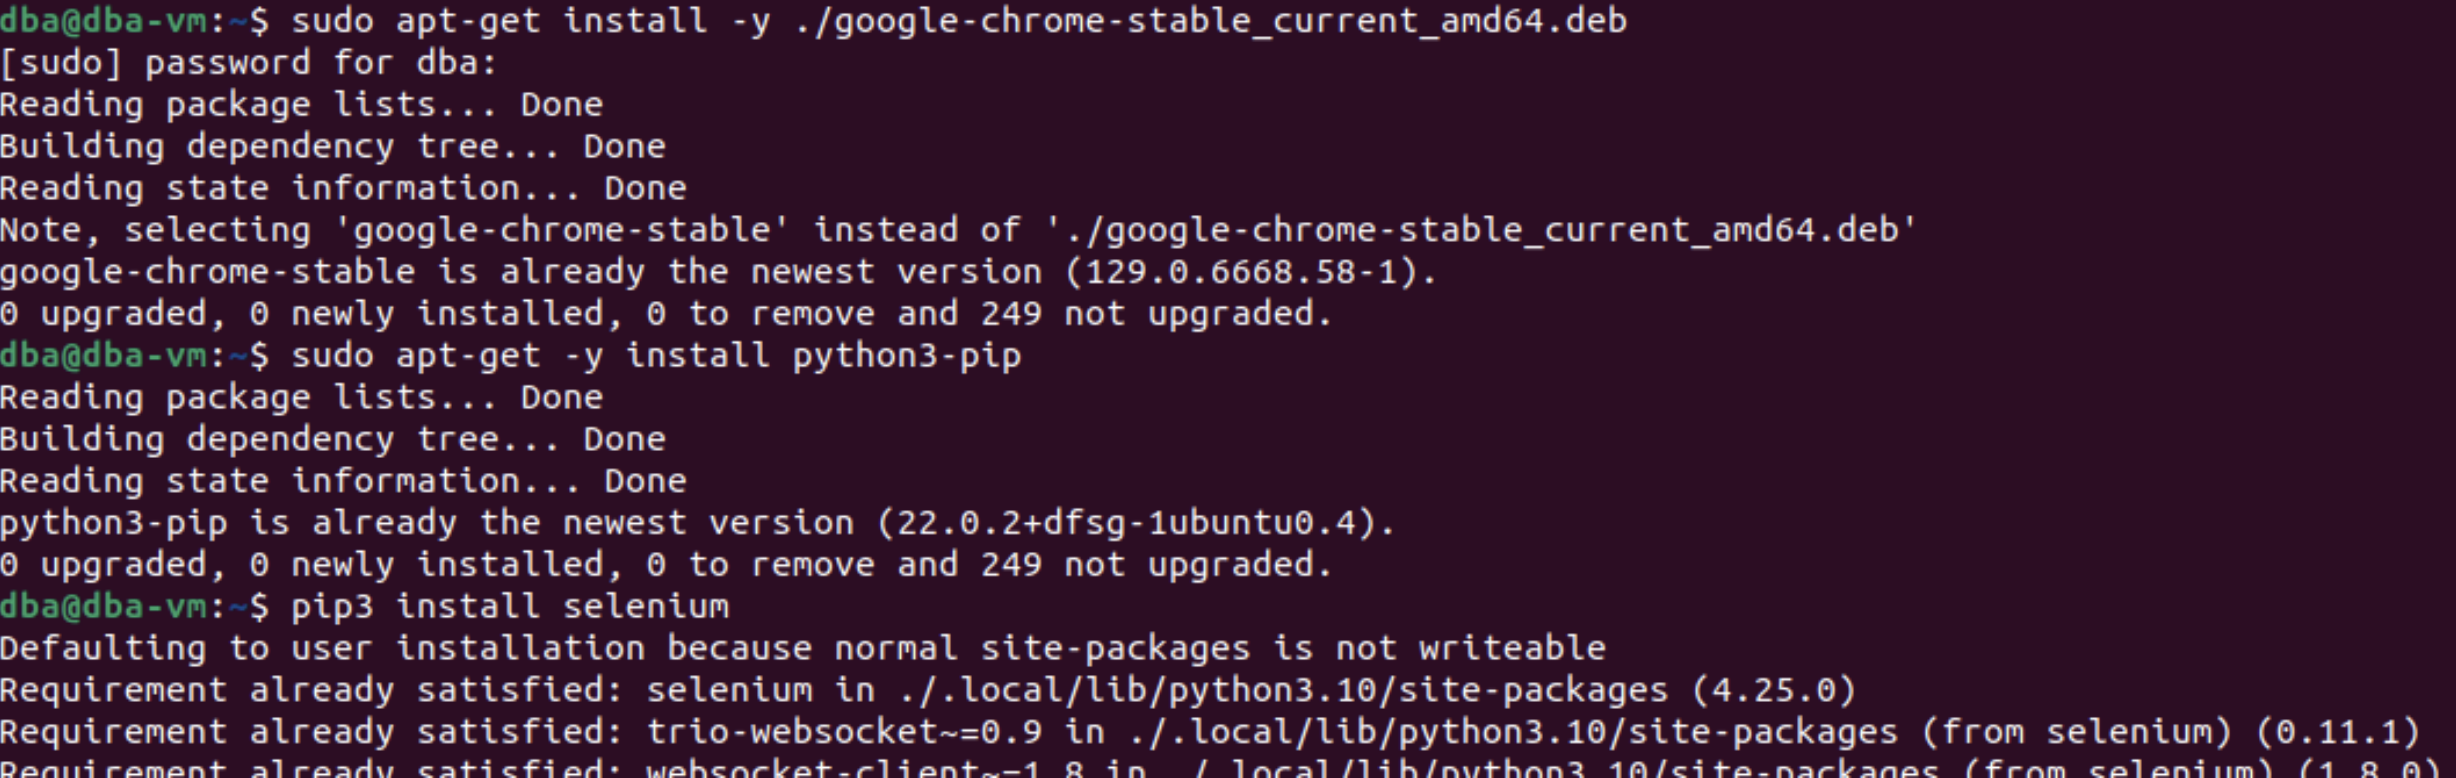 dba@dba-vm:~$ sudo apt-get install -y ./google-chrome-stable_current_amd64.deb
[sudo] password for dba:
Reading package lists... Done
Building dependency tree... Done
Reading state information... Done
Note, selecting 'google-chrome-stable' instead of './google-chrome-stable_current_amd64.deb'
google-chrome-stable is already the newest version (129.0.6668.58-1).
0 upgraded, 0 newly installed, 0 to remove and 249 not upgraded.
dba@dba-vm:~$ sudo apt-get -y install python3-pip
Reading package lists... Done
Building dependency tree... Done
Reading state information... Done
python3-pip is already the newest version (22.0.2+dfsg-1ubuntu0.4).
0 upgraded, 0 newly installed, 0 to remove and 249 not upgraded.
dba@dba-vm:~$ pip3 install selenium
Defaulting to user installation because normal site-packages is not writeable
Requirement already satisfied: selenium in ./.local/lib/python3.10/site-packages (4.25.0)
Requirement already satisfied: trio-websocket~=0.9 in ./.local/lib/python3.10/site-packages (from selenium) (0.11.1)
Requirement already satisfied: websocket-client~=1.8 in ./.local/lib/python3.10/site-packages (from selenium) (1.8.0)